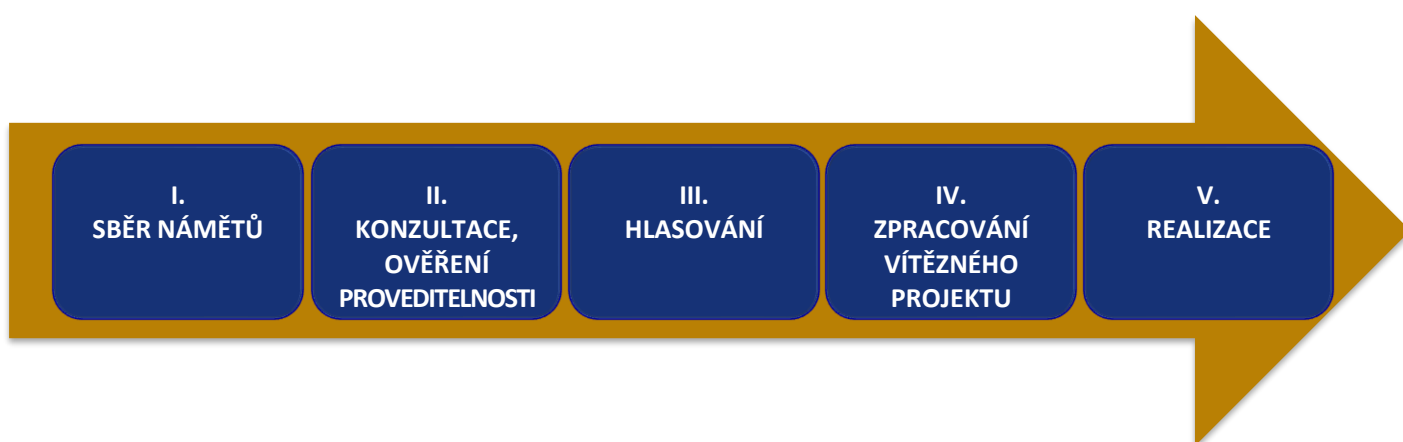 I.
SBĚR NÁMĚTŮ
II.
KONZULTACE,
OVĚŘENÍ
PROVEDITELNOSTI
III.
HLASOVÁNÍ
IV.
ZPRACOVÁNÍ
VÍTĚZNÉHO
PROJEKTU
V.
REALIZACE